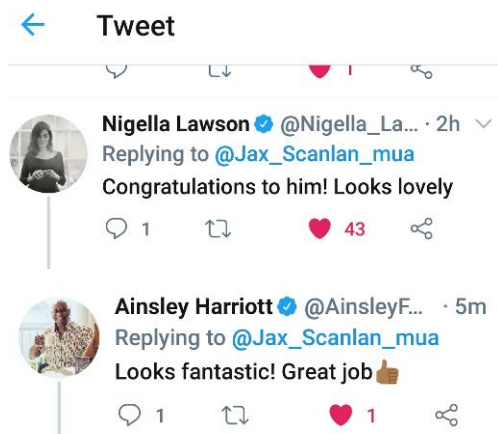 Tweet
1
Nigella Lawson @Nigella_La... · 2h
Replying to @Jax_Scanlan_mua
Congratulations to him! Looks lovely
1 43
Ainsley Harriott @AinsleyF... · 5m
Replying to @Jax_Scanlan_mua
Looks fantastic! Great job👍🏾
1 1